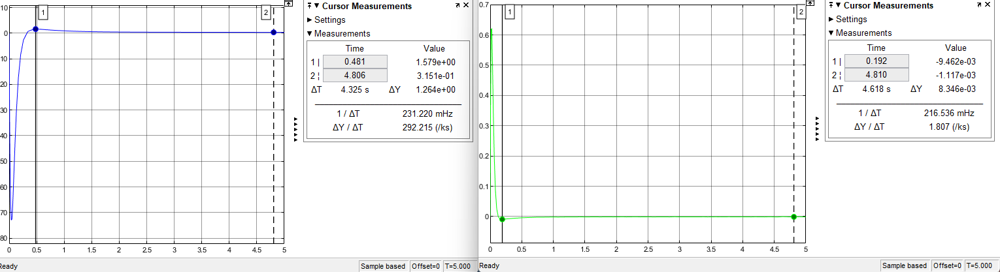 Cursor Measurements
Settings
Measurements
Time Value
1 0.481 1.579e+00
2 4.806 3.151e-01
ΔT 4.325 s ΔY 1.264e+00
1 / ΔT 231.220 mHz
ΔY / ΔT 292.215 (/ks)
1
2
10
0
10
20
30
40
50
60
70
80
0 0.5 1 1.5 2 2.5 3 3.5 4 4.5 5
Ready Sample based Offset=0 T=5.000
Cursor Measurements
Settings
Measurements
Time Value
1 0.192 -9.462e-03
2 4.810 -1.117e-03
ΔT 4.618 s ΔY 8.346e-03
1 / ΔT 216.536 mHz
ΔY / ΔT 1.807 (/ks)
1
2
0.7
0.6
0.5
0.4
0.3
0.2
0.1
0
0 0.5 1 1.5 2 2.5 3 3.5 4 4.5 5
Ready Sample based Offset=0 T=5.000